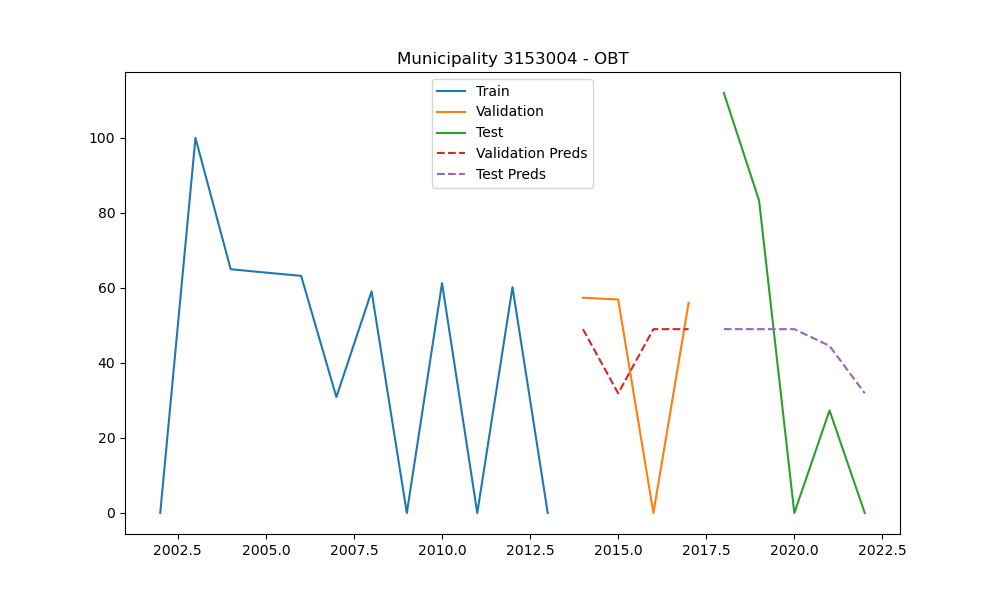 Municipality 3153004 - OBT
Train
Validation
Test
Validation Preds
Test Preds
100
80
60
40
20
0
2002.5 2005.0 2007.5 2010.0 2012.5 2015.0 2017.5 2020.0 2022.5